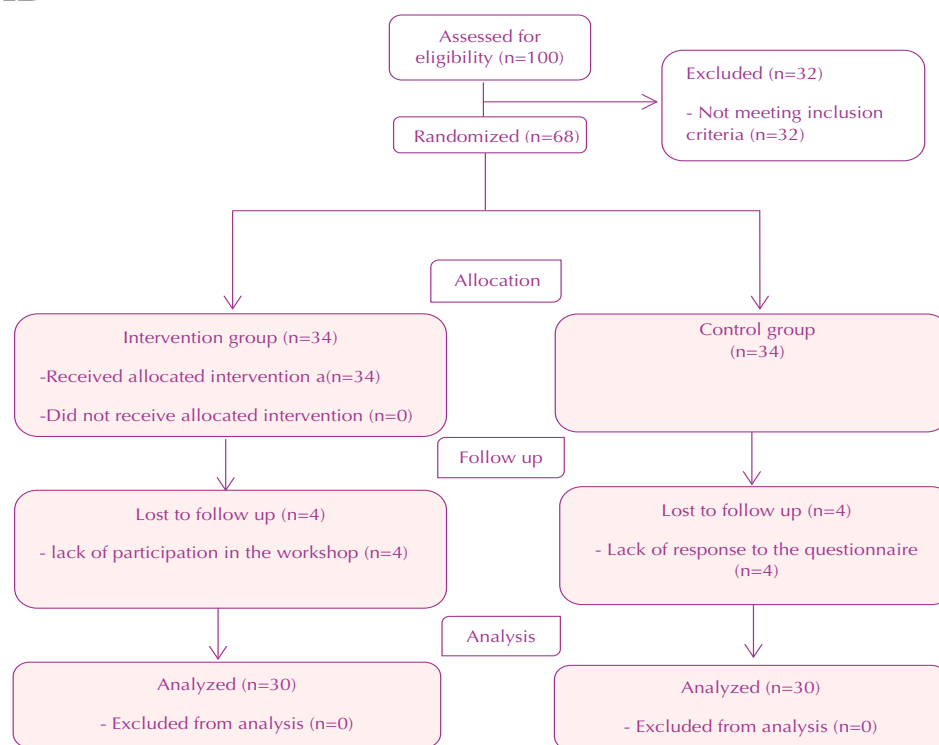 Assessed for
eligibility (n=100)
Excluded (n=32)
- Not meeting inclusion
criteria (n=32)
Randomized (n=68)
Allocation
Intervention group (n=34)
-Received allocated intervention a(n=34)
-Did not receive allocated intervention (n=0)
Control group
(n=34)
Follow up
Lost to follow up (n=4)
- lack of participation in the workshop (n=4)
Lost to follow up (n=4)
- Lack of response to the questionnaire
(n=4)
Analysis
Analyzed (n=30)
- Excluded from analysis (n=0)
Analyzed (n=30)
- Excluded from analysis (n=0)